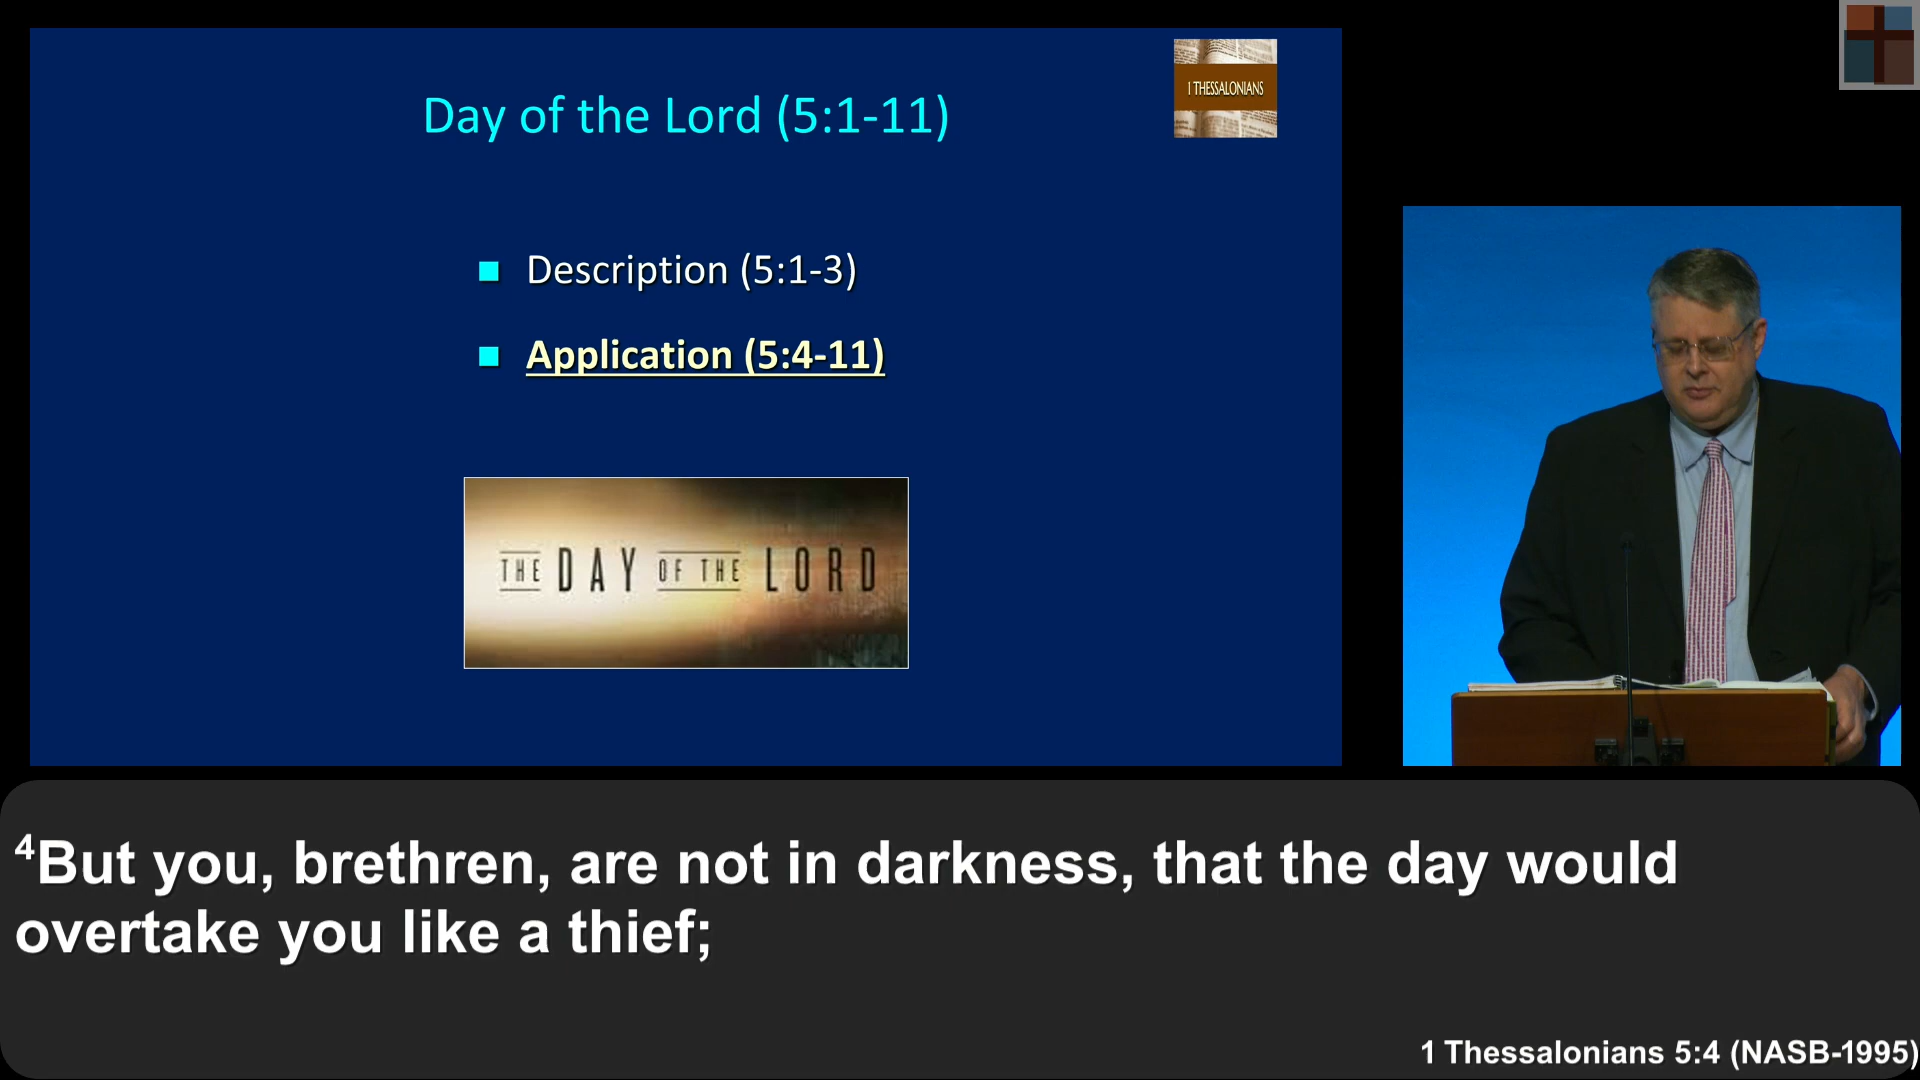 Day of the Lord (5:1-11)
1 THESSALONIANS
Description (5:1-3)
Application (5:4-11)
THE DAY OF THE LORD
4But you, brethren, are not in darkness, that the day would
overtake you like a thief;
1 Thessalonians 5:4 (NASB-1995)